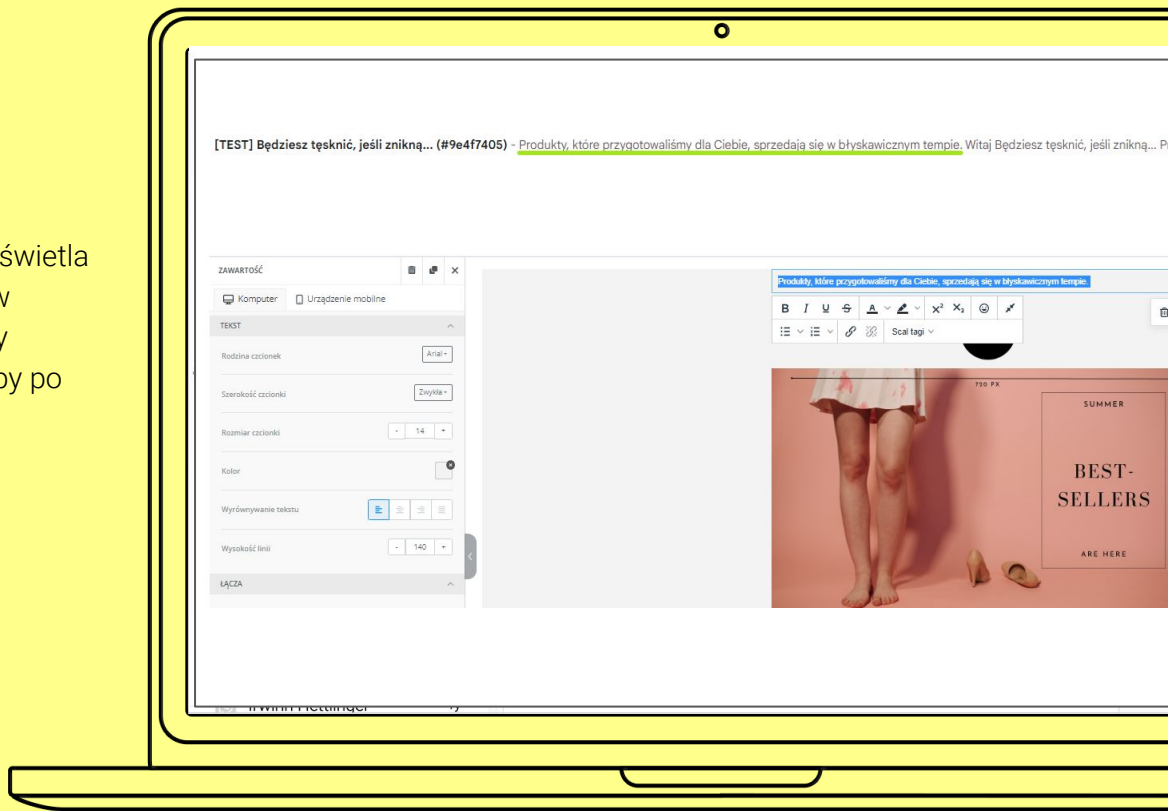 świetla
w
y
by po
[TEST] Będziesz tęsknić, jeśli znikną... (#9e4f7405) - Produkty, które przygotowaliśmy dla Ciebie, sprzedają się w błyskawicznym tempie. Witaj Będziesz tęsknić, jeśli znikną...
ZAWARTOŚĆ
Komputer Urządzenie mobilne
TEKST
Rodzina czcionek Arial
Szerokość czcionki Zwykła
Rozmiar czcionki - 14 +
Kolor
Wyrównywanie tekstu
Wysokość linii - 140 +
ŁĄCZA
Produkty, które przygotowaliśmy dla Ciebie, sprzedają się w błyskawicznym tempie.
B I U S A x² X₂
Scal tagi
720 PX
SUMMER
BEST-
SELLERS
ARE HERE